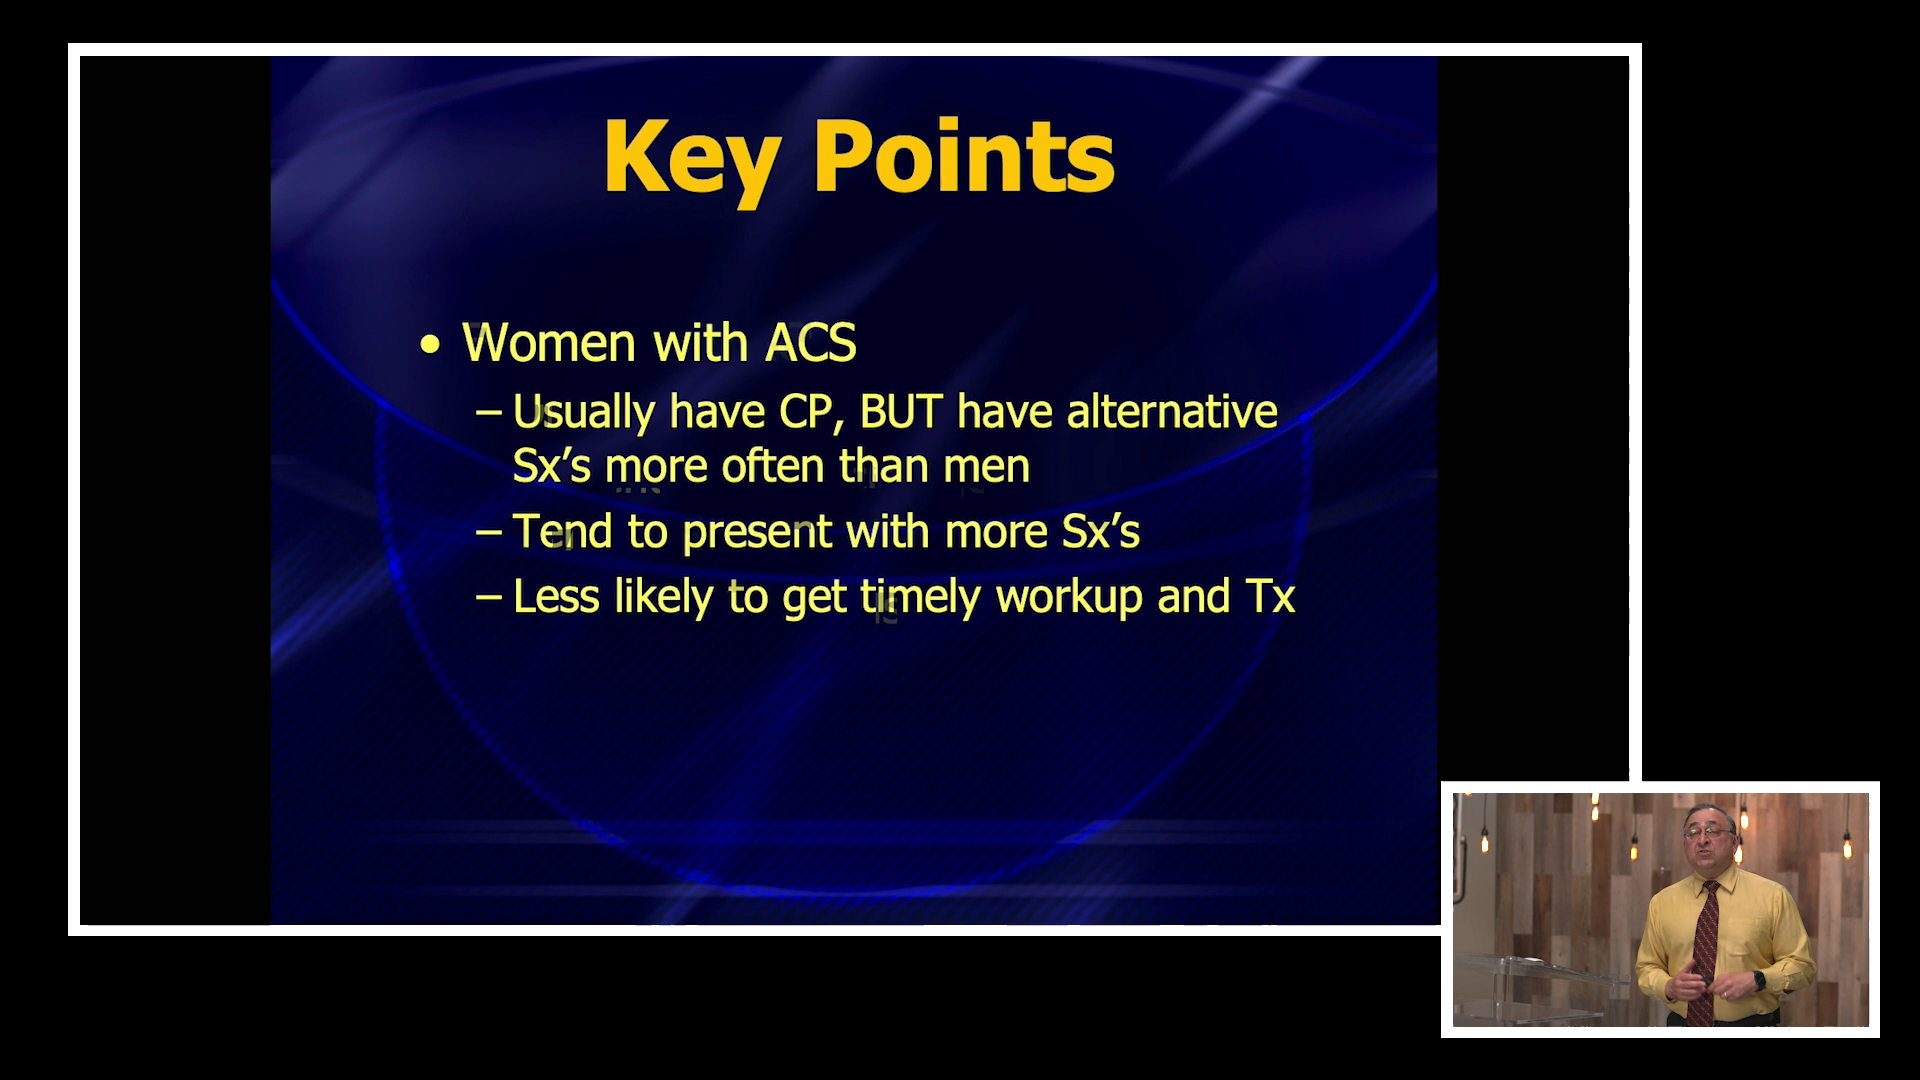 Key Points
• Women with ACS
– Usually have CP, BUT have alternative
Sx’s more often than men
– Tend to present with more Sx’s
– Less likely to get timely workup and Tx